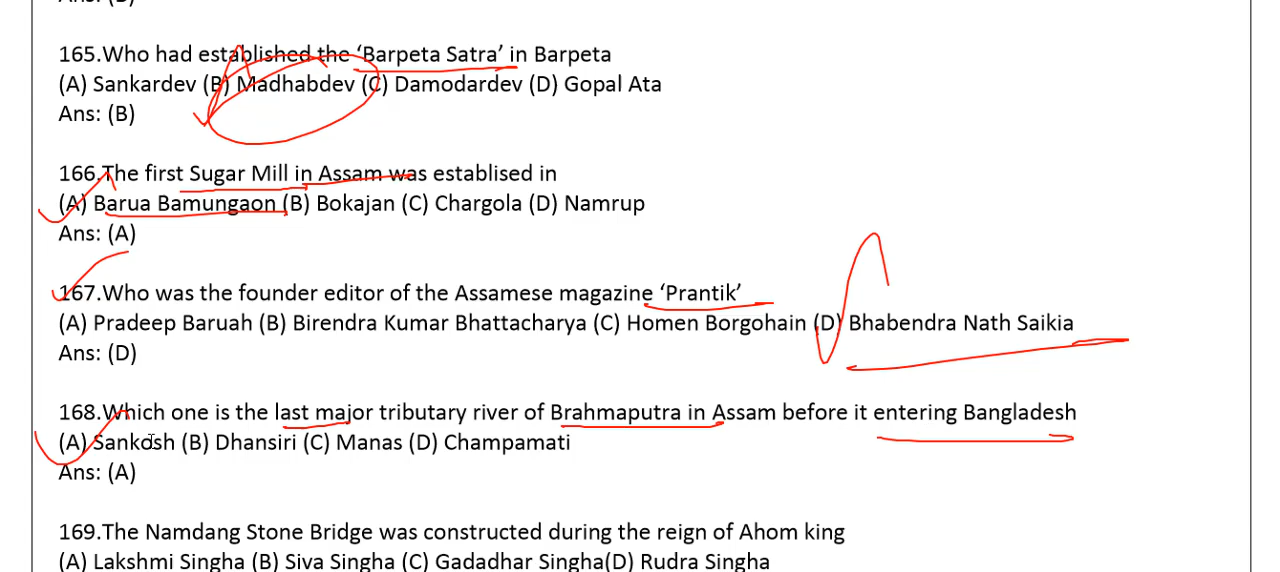 Ans: (D)
165.Who had established the ‘Barpeta Satra’ in Barpeta
(A) Sankardev (B) Madhabdev (C) Damodardev (D) Gopal Ata
Ans: (B)
166.The first Sugar Mill in Assam was establised in
(A) Barua Bamungaon (B) Bokajan (C) Chargola (D) Namrup
Ans: (A)
167.Who was the founder editor of the Assamese magazine ‘Prantik’
(A) Pradeep Baruah (B) Birendra Kumar Bhattacharya (C) Homen Borgohain (D) Bhabendra Nath Saikia
Ans: (D)
168.Which one is the last major tributary river of Brahmaputra in Assam before it entering Bangladesh
(A) Sankosh (B) Dhansiri (C) Manas (D) Champamati
Ans: (A)
169.The Namdang Stone Bridge was constructed during the reign of Ahom king
(A) Lakshmi Singha (B) Siva Singha (C) Gadadhar Singha(D) Rudra Singha